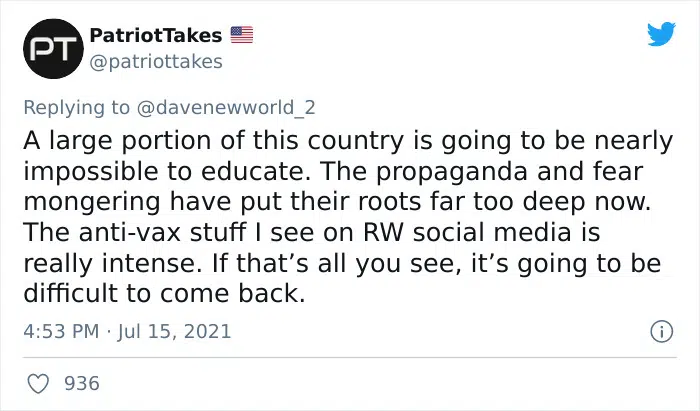 PT
PatriotTakes 🇺🇸
@patriottakes
Replying to @davenewworld_2
A large portion of this country is going to be nearly
impossible to educate. The propaganda and fear
mongering have put their roots far too deep now.
The anti-vax stuff I see on RW social media is
really intense. If that’s all you see, it’s going to be
difficult to come back.
4:53 PM · Jul 15, 2021
936